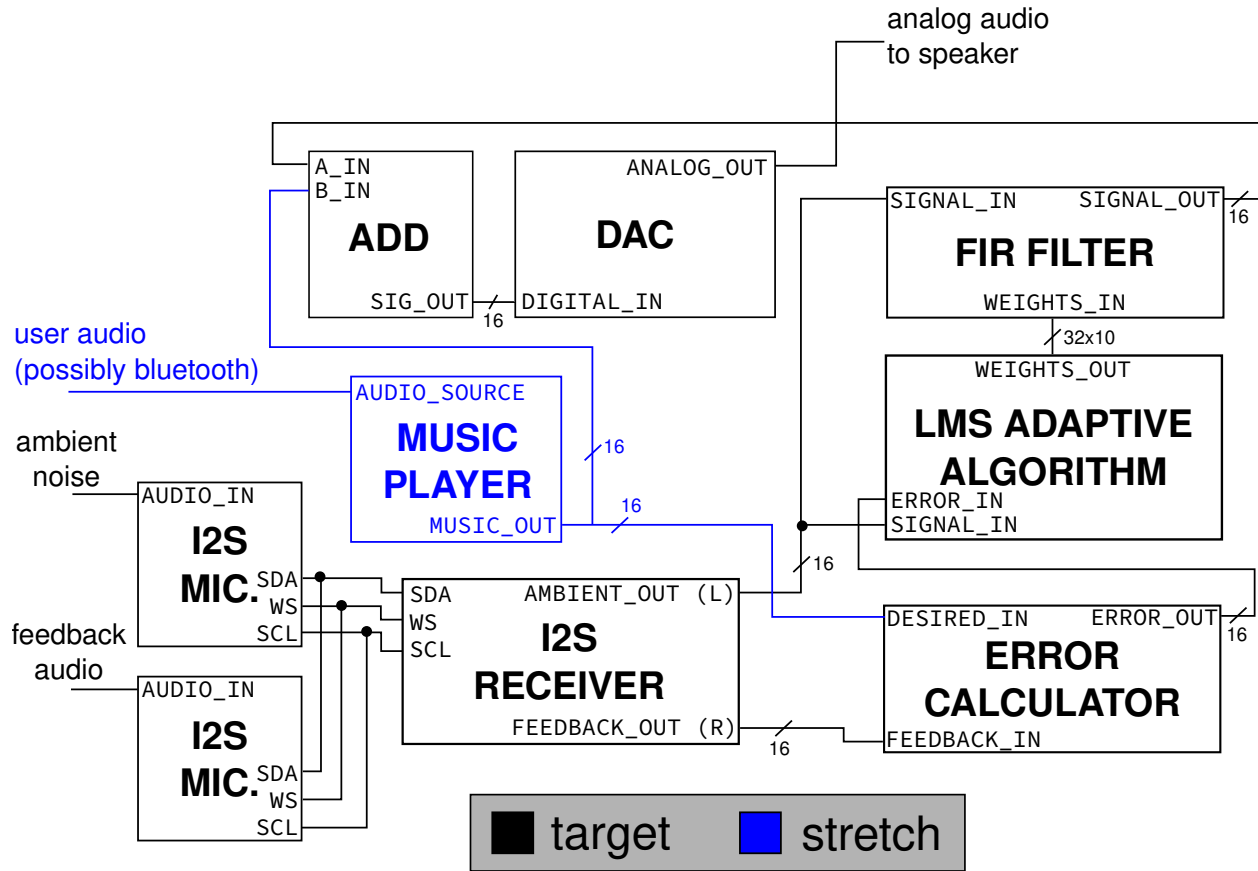 analog audio
to speaker
A_IN
B_IN
ADD
SIG_OUT
16
ANALOG_OUT
DAC
DIGITAL_IN
SIGNAL_IN
SIGNAL_OUT
16
FIR FILTER
WEIGHTS_IN
32x10
WEIGHTS_OUT
LMS ADAPTIVE
ALGORITHM
ERROR_IN
SIGNAL_IN
user audio
(possibly bluetooth)
AUDIO_SOURCE
MUSIC
PLAYER
MUSIC_OUT
16
16
ambient
noise
AUDIO_IN
I2S
MIC.
SDA
WS
SCL
feedback
audio
AUDIO_IN
I2S
MIC.
SDA
WS
SCL
SDA
WS
SCL
AMBIENT_OUT (L)
I2S
RECEIVER
FEEDBACK_OUT (R)
16
16
DESIRED_IN
ERROR_OUT
16
ERROR
CALCULATOR
FEEDBACK_IN
target
stretch